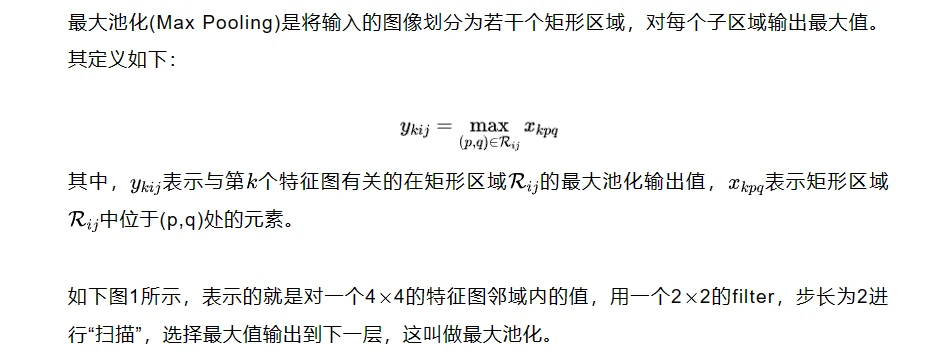 最大池化(Max Pooling)是将输入的图像划分为若干个矩形区域，对每个子区域输出最大值。
其定义如下：
y_{kij} = \max_{(p,q)\in\mathcal{R}_{ij}} x_{kpq}
其中，y_{kij}表示与第k个特征图有关的在矩形区域\mathcal{R}_{ij}的最大池化输出值，x_{kpq}表示矩形区域
\mathcal{R}_{ij}中位于(p,q)处的元素。
如下图1所示，表示的就是对一个4×4的特征图邻域内的值，用一个2×2的filter，步长为2进
行“扫描”，选择最大值输出到下一层，这叫做最大池化。